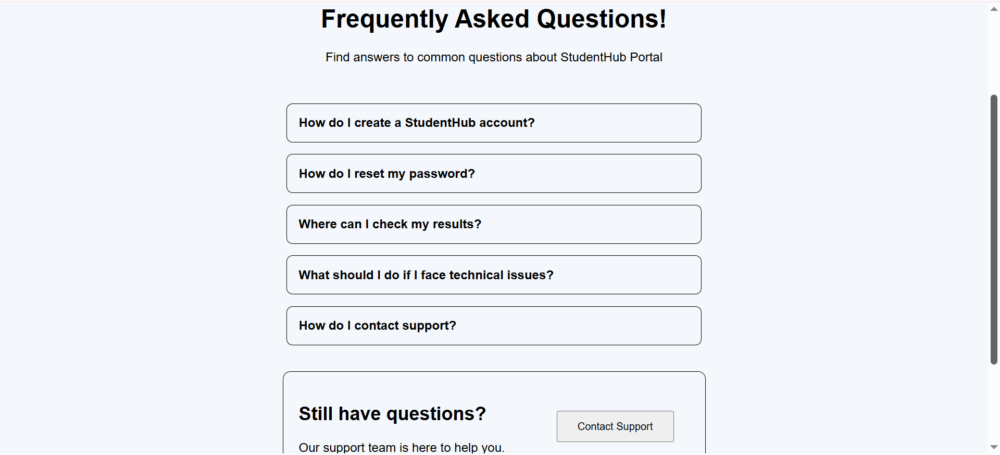 Frequently Asked Questions!
Find answers to common questions about StudentHub Portal
How do I create a StudentHub account?
How do I reset my password?
Where can I check my results?
What should I do if I face technical issues?
How do I contact support?
Still have questions?
Contact Support
Our support team is here to help you.